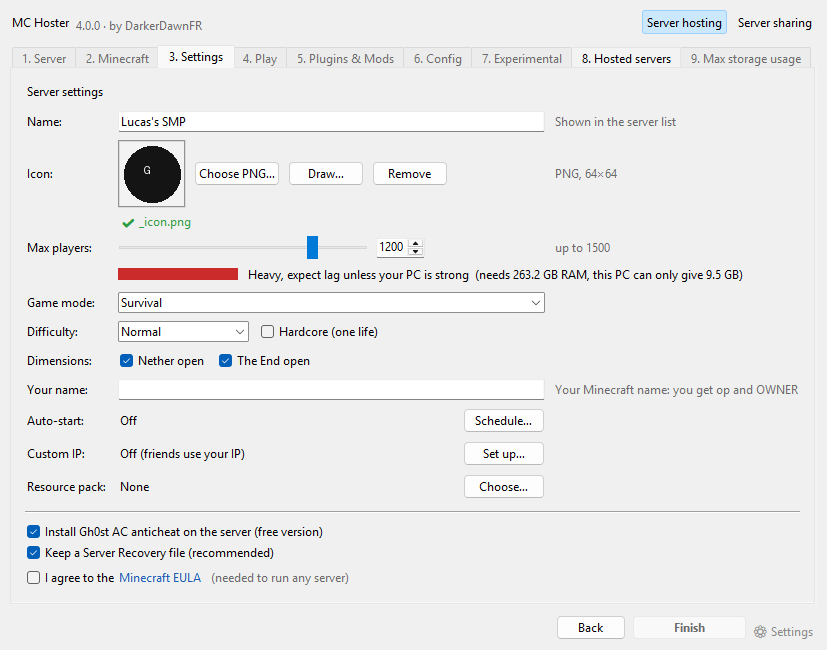 MC Hoster 4.0.0 · by DarkerDawnFR
Server hosting
Server sharing
1. Server
2. Minecraft
3. Settings
4. Play
5. Plugins & Mods
6. Config
7. Experimental
8. Hosted servers
9. Max storage usage
Server settings
Name: Lucas's SMP Shown in the server list
Icon: G Choose PNG... Draw... Remove PNG, 64×64
_icon.png
Max players: 1200 up to 1500
Heavy, expect lag unless your PC is strong (needs 263.2 GB RAM, this PC can only give 9.5 GB)
Game mode: Survival
Difficulty: Normal Hardcore (one life)
Dimensions: Nether open The End open
Your name: Your Minecraft name: you get op and OWNER
Auto-start: Off Schedule...
Custom IP: Off (friends use your IP) Set up...
Resource pack: None Choose...
Install Gh0st AC anticheat on the server (free version)
Keep a Server Recovery file (recommended)
I agree to the Minecraft EULA (needed to run any server)
Back Finish Settings